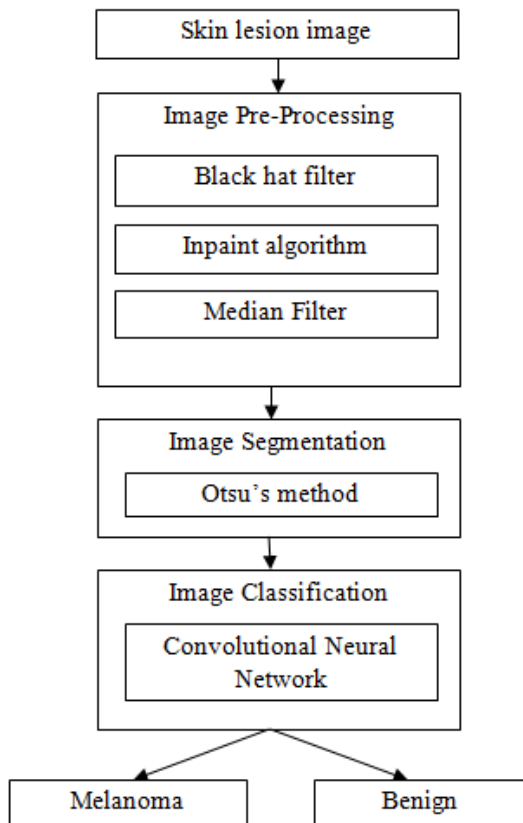 Skin lesion image
Image Pre-Processing
Black hat filter
Inpaint algorithm
Median Filter
Image Segmentation
Otsu’s method
Image Classification
Convolutional Neural
Network
Melanoma
Benign